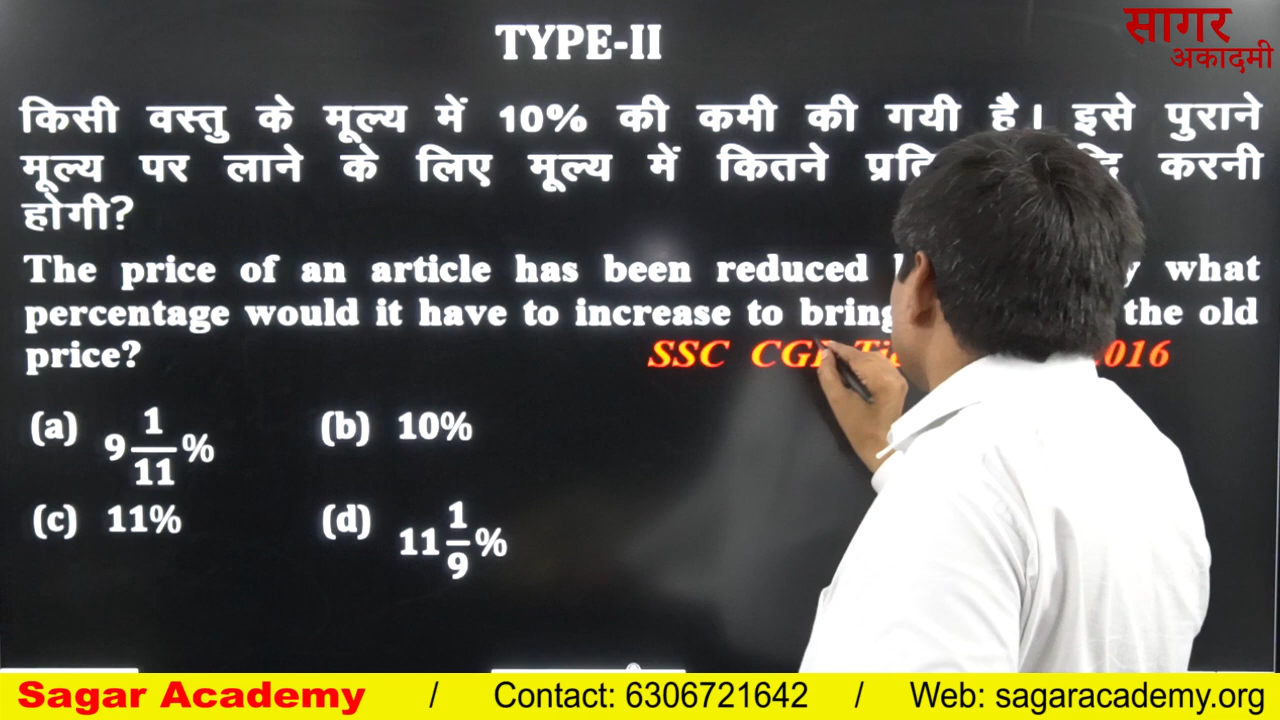 सागर
अकादमी
TYPE-II
किसी वस्तु के मूल्य में 10% की कमी की गयी है। इसे पुराने
मूल्य पर लाने के लिए मूल्य में कितने करनी
होगी?
The price of an article has been reduced what
percentage would it have to increase to bring the old
price?
SSC
(a) 9 1/11 %
(b) 10%
(c) 11%
(d) 11 1/9 %
Sagar Academy / Contact: 6306721642 / Web: sagaracademy.org